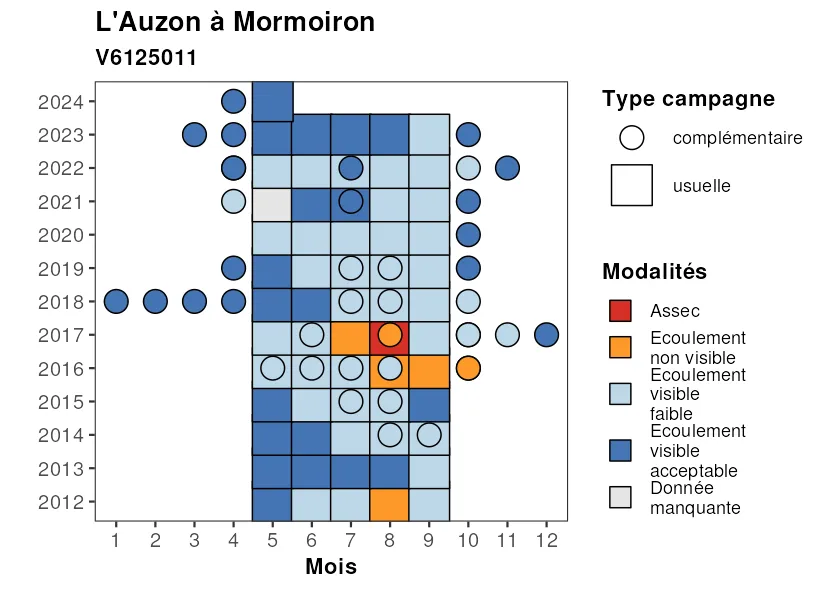 L'Auzon à Mormoiron
V6125011
2024
2023
2022
2021
2020
2019
2018
2017
2016
2015
2014
2013
2012
1 2 3 4 5 6 7 8 9 10 11 12
Mois
Type campagne
complémentaire
usuelle
Modalités
Assec
Ecoulement
non visible
Ecoulement
visible
faible
Ecoulement
visible
acceptable
Donnée
manquante